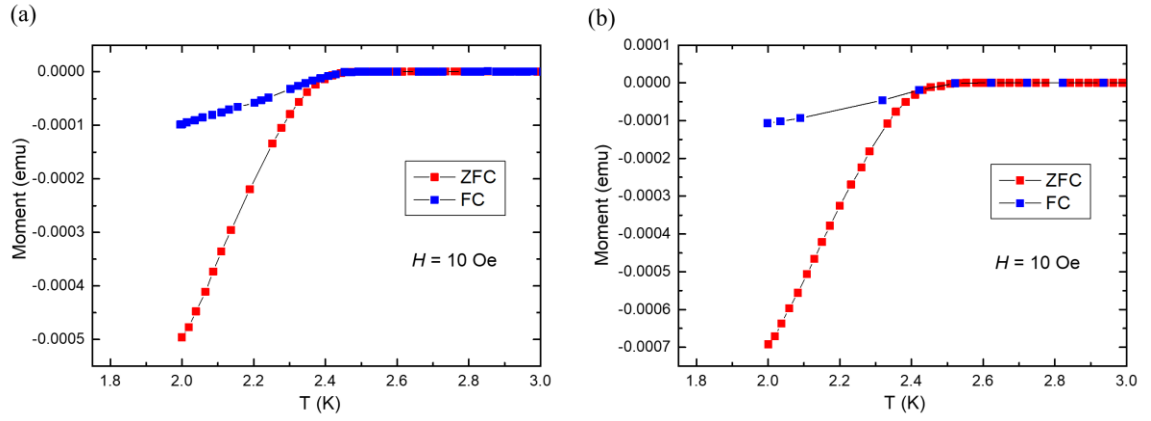 (a)
0.0000
-0.0001
-0.0002
-0.0003
-0.0004
-0.0005
Moment (emu)
ZFC
FC
H = 10 Oe
1.8 2.0 2.2 2.4 2.6 2.8 3.0
T (K)
(b)
0.0001
0.0000
-0.0001
-0.0002
-0.0003
-0.0004
-0.0005
-0.0006
-0.0007
Moment (emu)
ZFC
FC
H = 10 Oe
1.8 2.0 2.2 2.4 2.6 2.8 3.0
T (K)